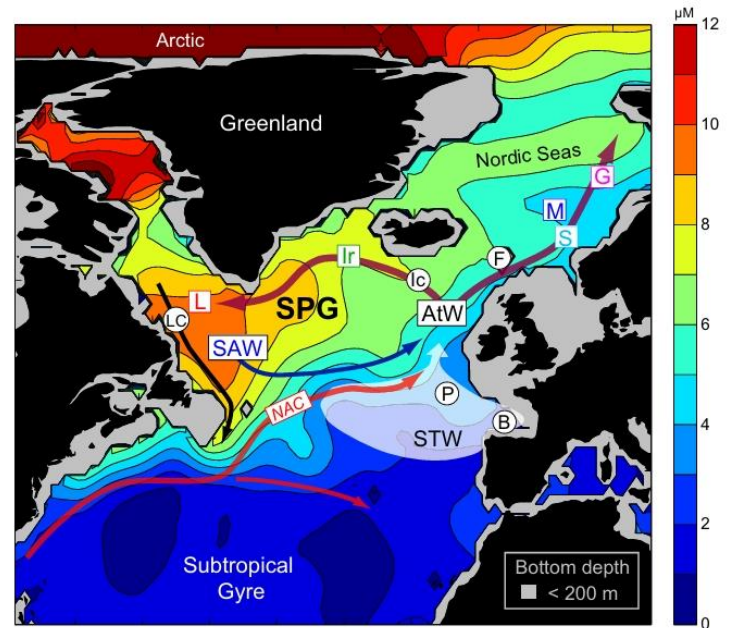 µM
12
10
8
6
4
2
0
Arctic
Greenland
Nordic Seas
G
M
S
F
Ir
Ic
L
LC
SPG
AtW
SAW
NAC
P
B
STW
Subtropical
Gyre
Bottom depth
< 200 m